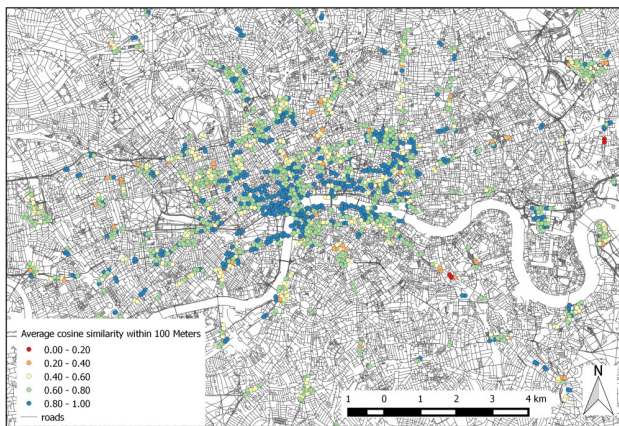 Average cosine similarity within 100 Meters
0.00 - 0.20
0.20 - 0.40
0.40 - 0.60
0.60 - 0.80
0.80 - 1.00
roads
1 0 1 2 3 4 km
N